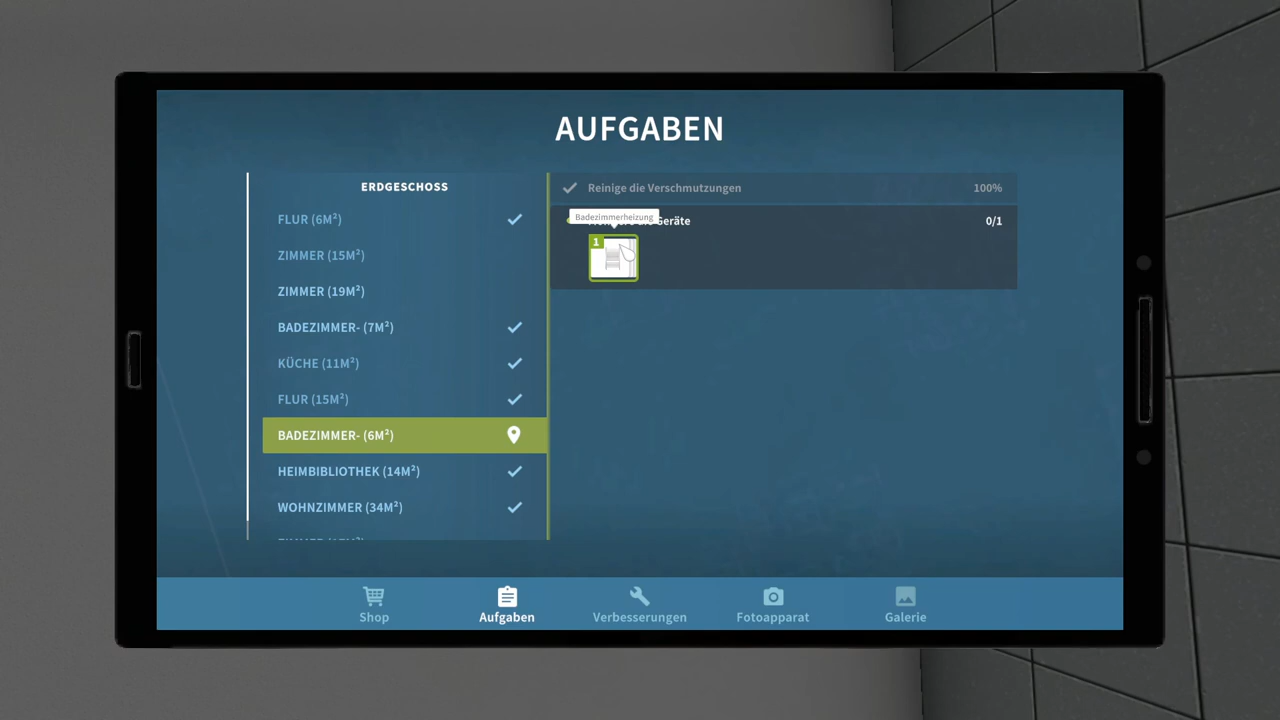 AUFGABEN
ERDGESCHOSS
FLUR (6M²)
ZIMMER (15M²)
ZIMMER (19M²)
BADEZIMMER- (7M²)
KÜCHE (11M²)
FLUR (15M²)
BADEZIMMER- (6M²)
HEIMBIBLIOTHEK (14M²)
WOHNZIMMER (34M²)
Reinige die Verschmutzungen 100%
Badezimmerheizung
Geräte 0/1
1
Shop
Aufgaben
Verbesserungen
Fotoapparat
Galerie